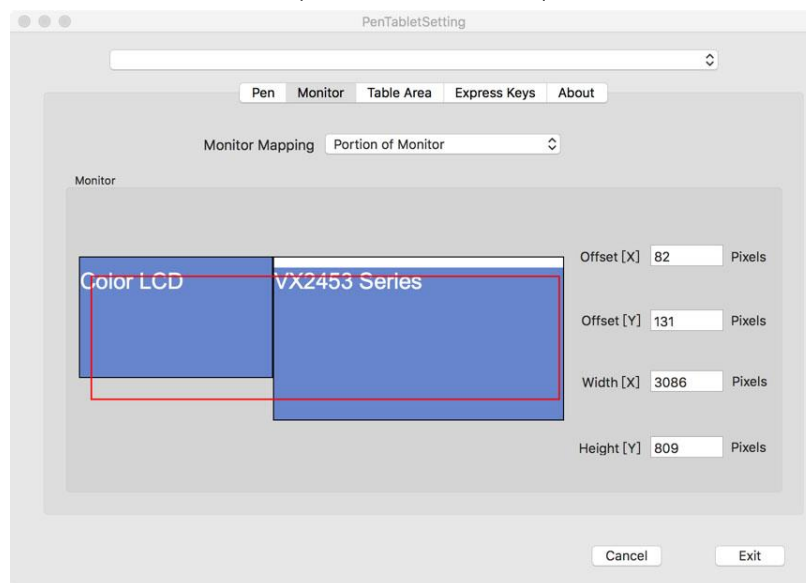 PenTabletSetting
Pen Monitor Table Area Express Keys About
Monitor Mapping Portion of Monitor
Monitor
Color LCD VX2453 Series
Offset [X] 82 Pixels
Offset [Y] 131 Pixels
Width [X] 3086 Pixels
Height [Y] 809 Pixels
Cancel Exit